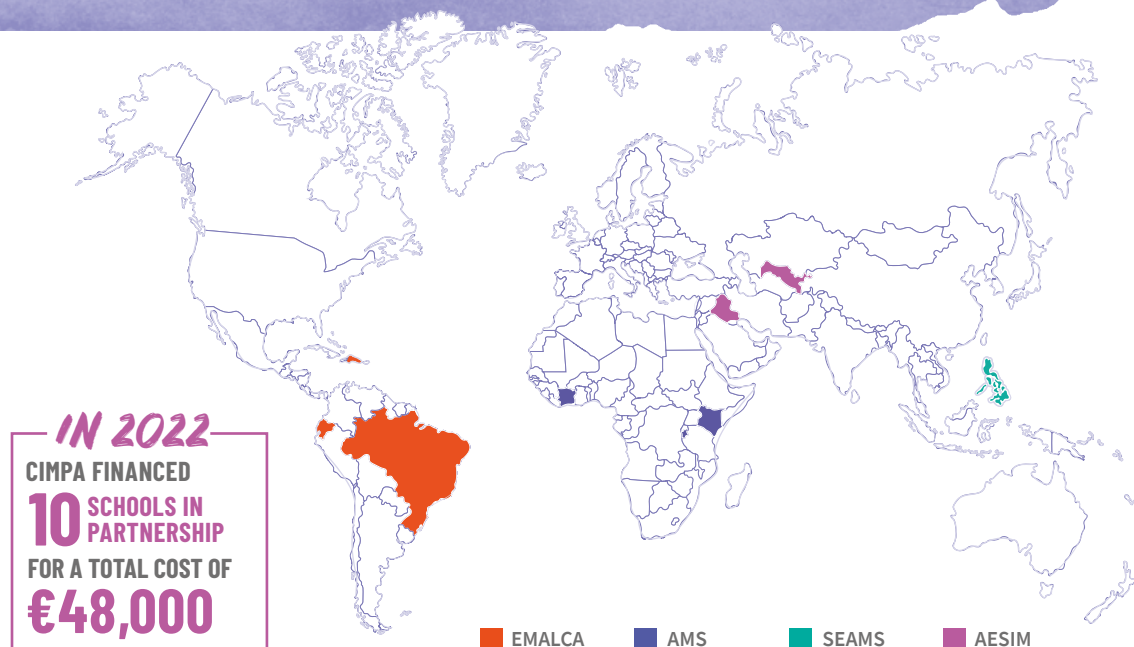 IN 2022
CIMPA FINANCED
10 SCHOOLS IN
PARTNERSHIP
FOR A TOTAL COST OF
€48,000
EMALCA AMS SEAMS AESIM